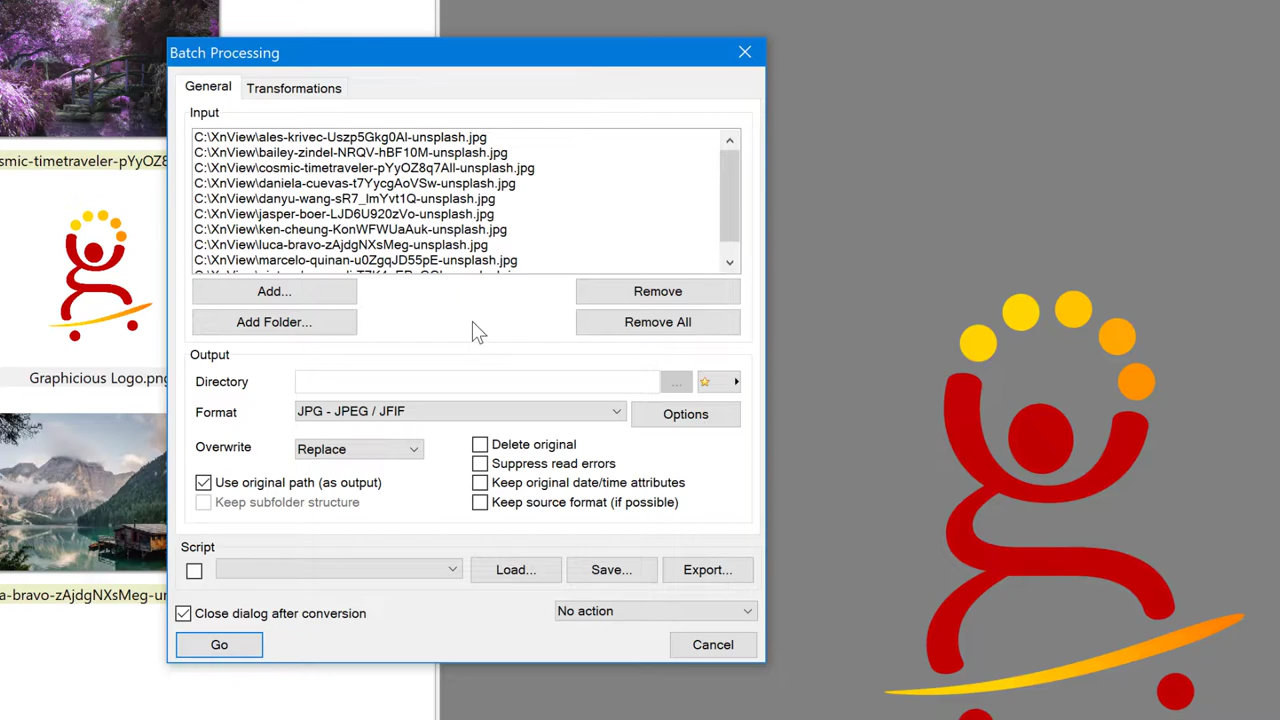 Batch Processing
General
Transformations
Input
C:\XnView\ales-krivec-Uszp5Gkg0AI-unsplash.jpg
C:\XnView\bailey-zindel-NRQV-hBF10M-unsplash.jpg
C:\XnView\cosmic-timetraveler-pYyOZ8q7AII-unsplash.jpg
C:\XnView\daniela-cuevas-t7YycgAoVSw-unsplash.jpg
C:\XnView\danyu-wang-sR7_ImYvt1Q-unsplash.jpg
C:\XnView\jasper-boer-LJD6U920zVo-unsplash.jpg
C:\XnView\ken-cheung-KonWFWUaAuk-unsplash.jpg
C:\XnView\luca-bravo-zAjdgNXsMeg-unsplash.jpg
C:\XnView\marcelo-quinan-u0ZgqJD55pE-unsplash.jpg
Add...
Remove
Add Folder...
Remove All
Output
Directory
...
Format
JPG - JPEG / JFIF
Options
Overwrite
Replace
Delete original
Suppress read errors
Use original path (as output)
Keep original date/time attributes
Keep subfolder structure
Keep source format (if possible)
Script
Load...
Save...
Export...
Close dialog after conversion
No action
Go
Cancel
smic-timetraveler-pYyOZ8
Graphicious Logo.png
a-bravo-zAjdgNXsMeg-un